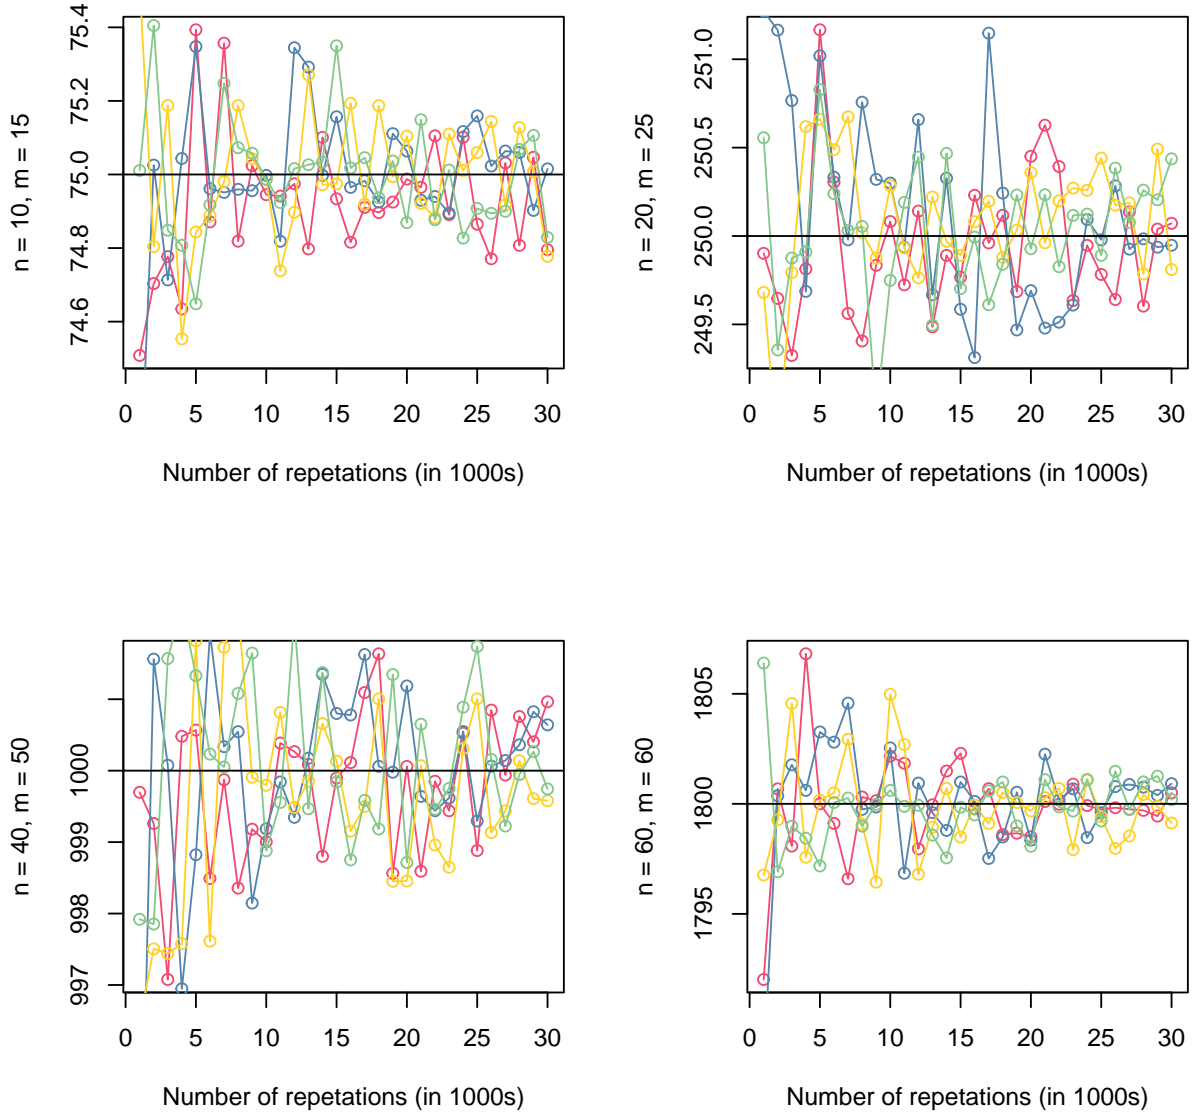 n = 10, m = 15
75.4
75.2
75.0
74.8
74.6
0 5 10 15 20 25 30
Number of repetations (in 1000s)
n = 20, m = 25
251.0
250.5
250.0
249.5
0 5 10 15 20 25 30
Number of repetations (in 1000s)
n = 40, m = 50
1000
999
998
997
0 5 10 15 20 25 30
Number of repetations (in 1000s)
n = 60, m = 60
1805
1800
1795
0 5 10 15 20 25 30
Number of repetations (in 1000s)